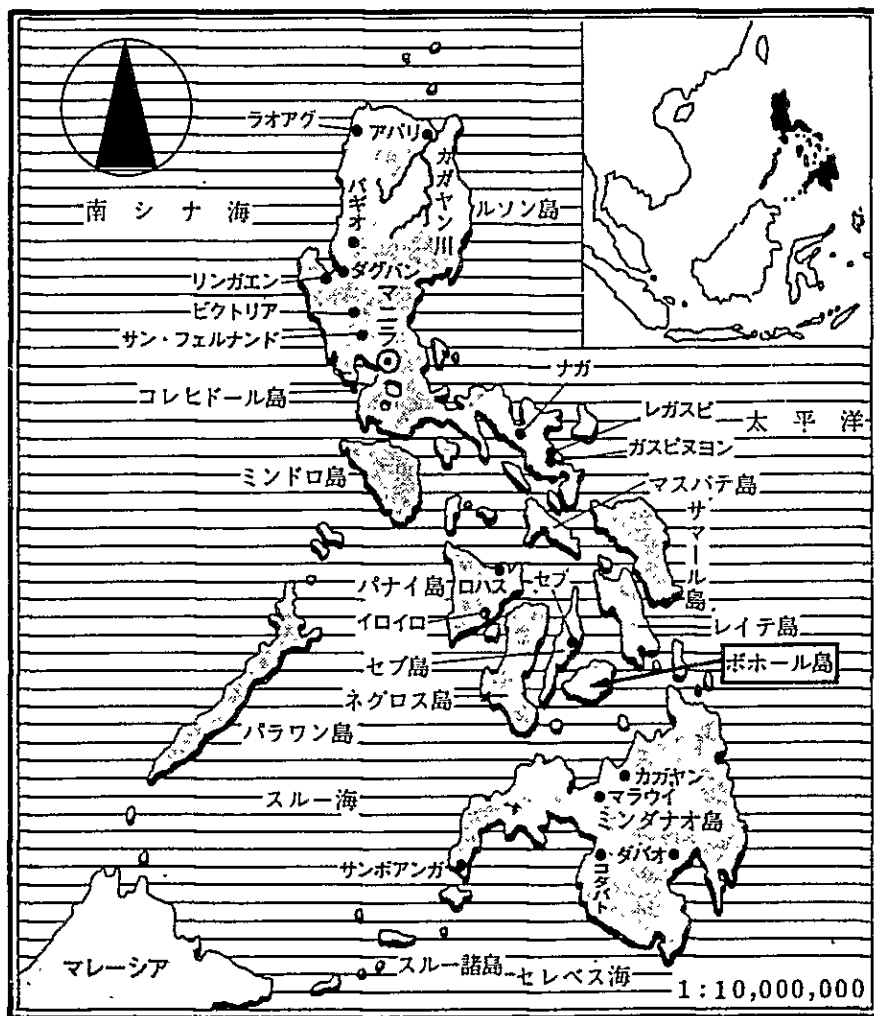 ラオアグ
アパリ
カガヤン川
南シナ海
バギオ
ルソン島
リンガエン
ダグパン
マニラ
ビクトリア
サン・フェルナンド
コレヒドール島
ナガ
レガスピ
太平洋
ガスピヌヨン
ミンドロ島
マスバテ島
サマール島
パナイ島
ロハス
セブ
イロイロ
レイテ島
セブ島
ボホール島
ネグロス島
パラワン島
カガヤン
スルー海
マラウイ
ミンダナオ島
サンボアンガ
コタバト
ダバオ
マレーシア
スルー諸島
セレベス海
1:10,000,000